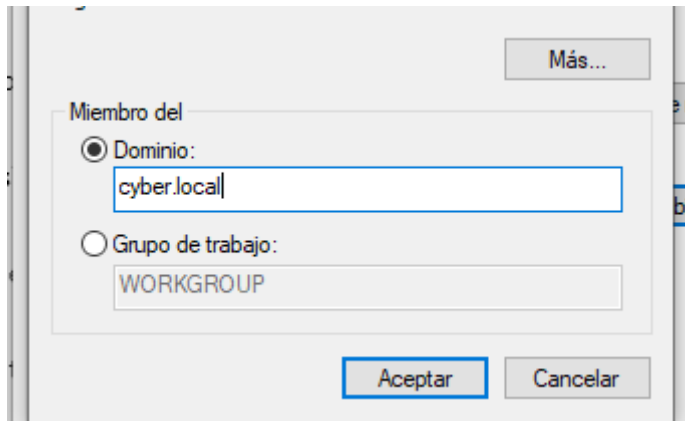 Más...
Miembro del
Dominio:
cyber.local
Grupo de trabajo:
WORKGROUP
Aceptar
Cancelar